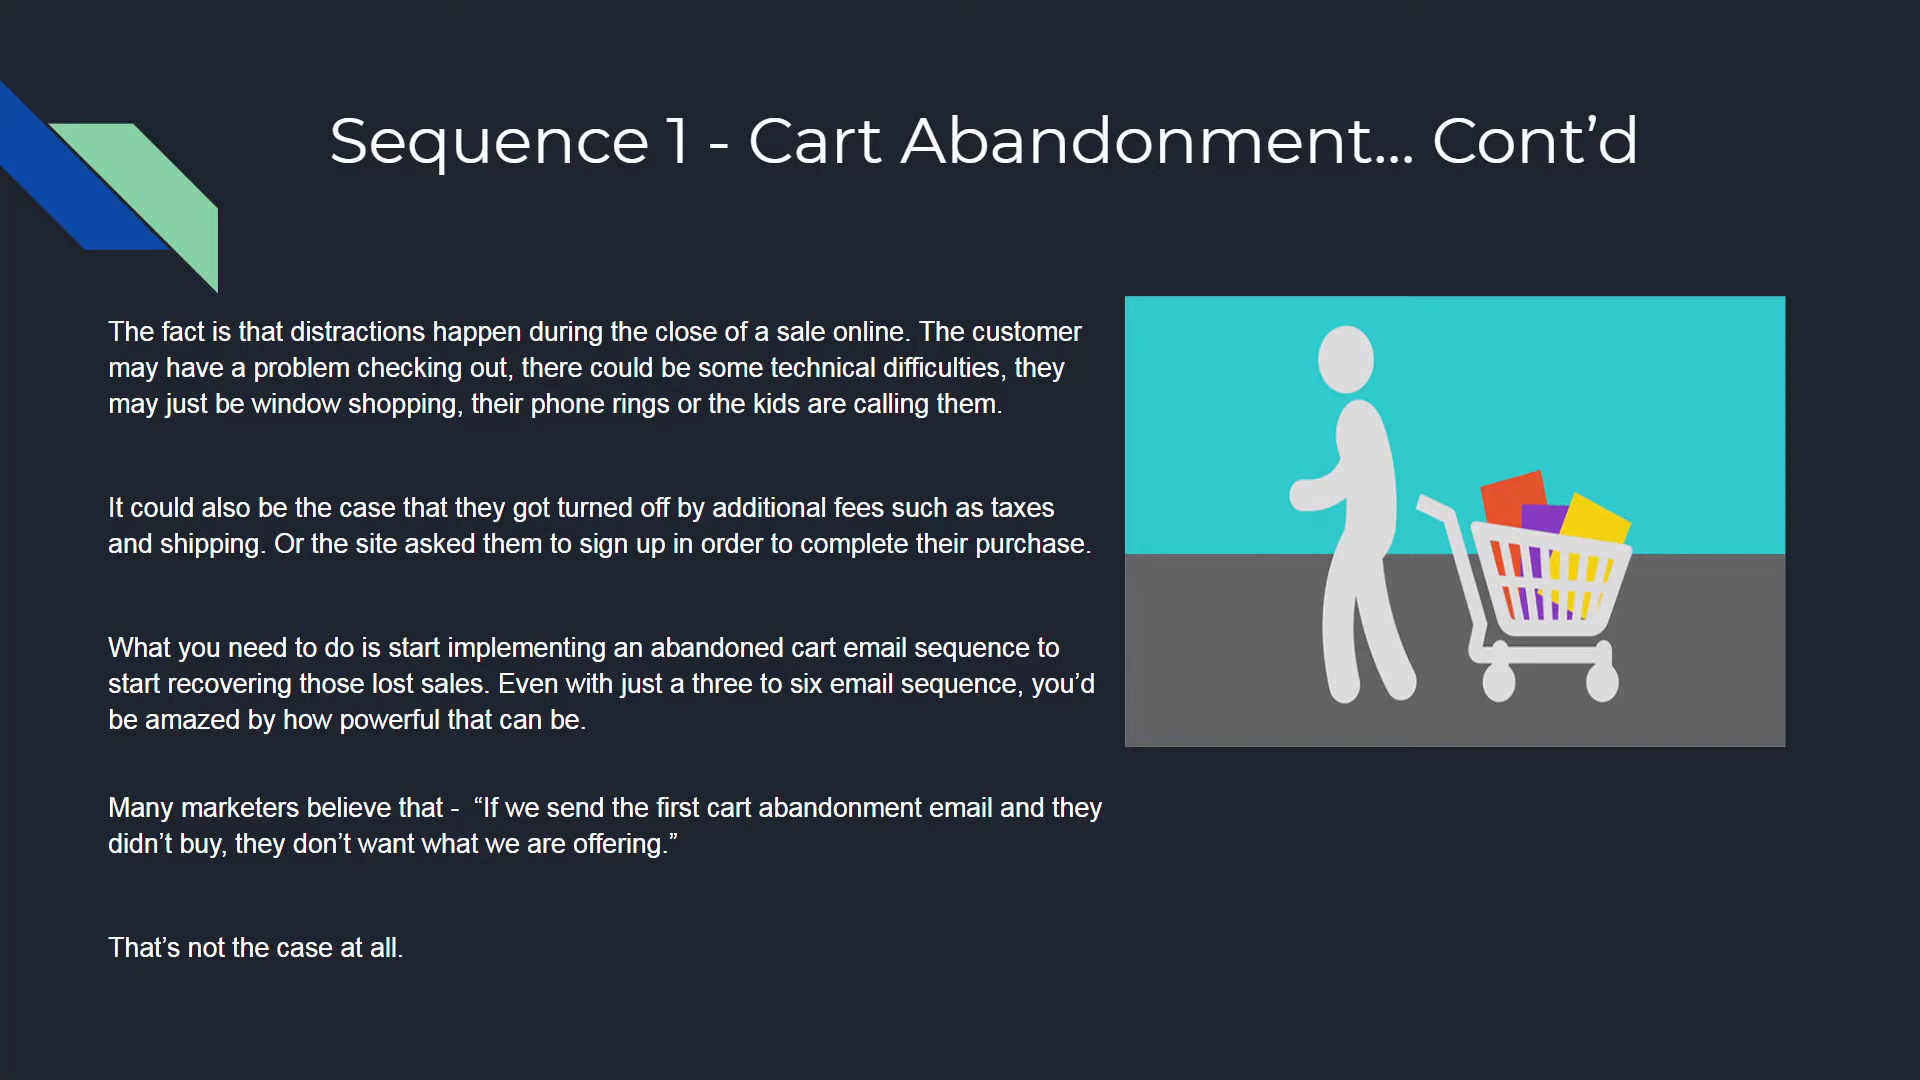 Sequence 1 - Cart Abandonment... Cont’d
The fact is that distractions happen during the close of a sale online. The customer
may have a problem checking out, there could be some technical difficulties, they
may just be window shopping, their phone rings or the kids are calling them.
It could also be the case that they got turned off by additional fees such as taxes
and shipping. Or the site asked them to sign up in order to complete their purchase.
What you need to do is start implementing an abandoned cart email sequence to
start recovering those lost sales. Even with just a three to six email sequence, you’d
be amazed by how powerful that can be.
Many marketers believe that -  “If we send the first cart abandonment email and they
didn’t buy, they don’t want what we are offering.”
That’s not the case at all.